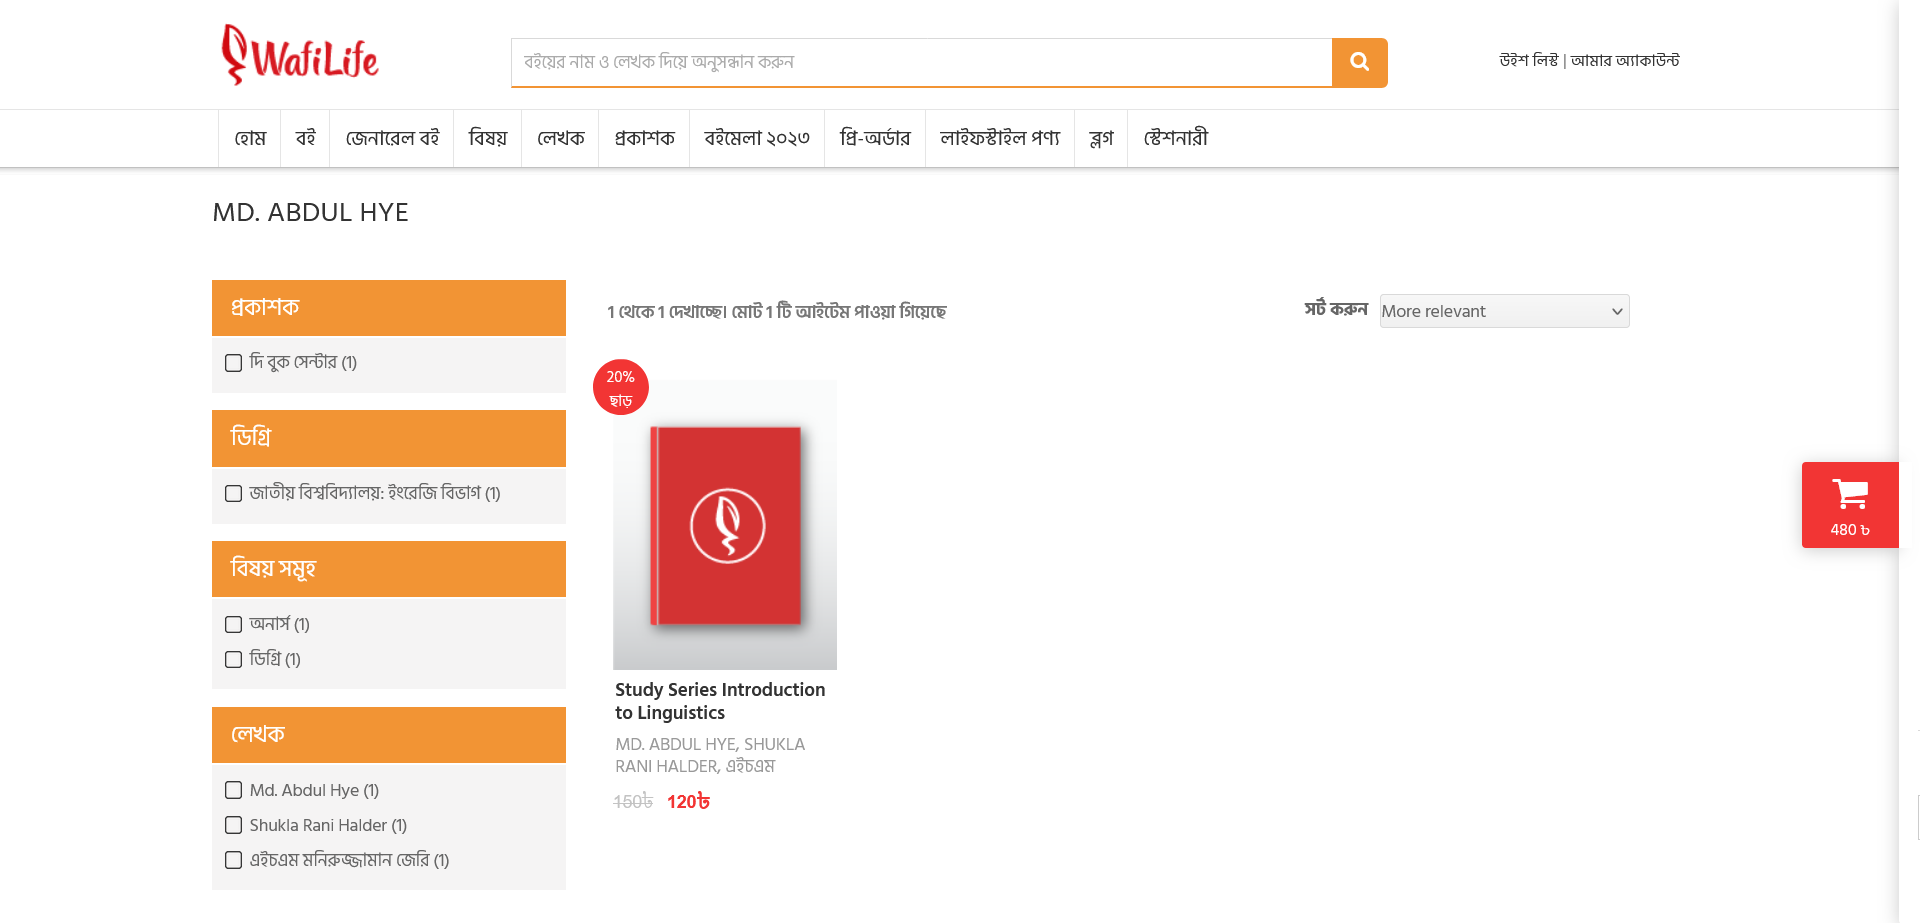 WafiLife
বইয়ের নাম ও লেখক দিয়ে অনুসন্ধান করুন
উইশ লিস্ট | আমার অ্যাকাউন্ট
হোম বই জেনারেল বই বিষয় লেখক প্রকাশক বইমেলা ২০২৩ প্রি-অর্ডার লাইফস্টাইল পণ্য ব্লগ স্টেশনারী
MD. ABDUL HYE
প্রকাশক
দি বুক সেন্টার (1)
ডিগ্রি
জাতীয় বিশ্ববিদ্যালয়: ইংরেজি বিভাগ (1)
বিষয় সমূহ
অনার্স (1)
ডিগ্রি (1)
লেখক
Md. Abdul Hye (1)
Shukla Rani Halder (1)
এইচএম মনিরুজ্জামান জেরি (1)
1 থেকে 1 দেখাচ্ছে। মোট 1 টি আইটেম পাওয়া গিয়েছে
সর্ট করুন More relevant
20%
ছাড়
Study Series Introduction
to Linguistics
MD. ABDUL HYE, SHUKLA
RANI HALDER, এইচএম
150৳ 120৳
480 ৳